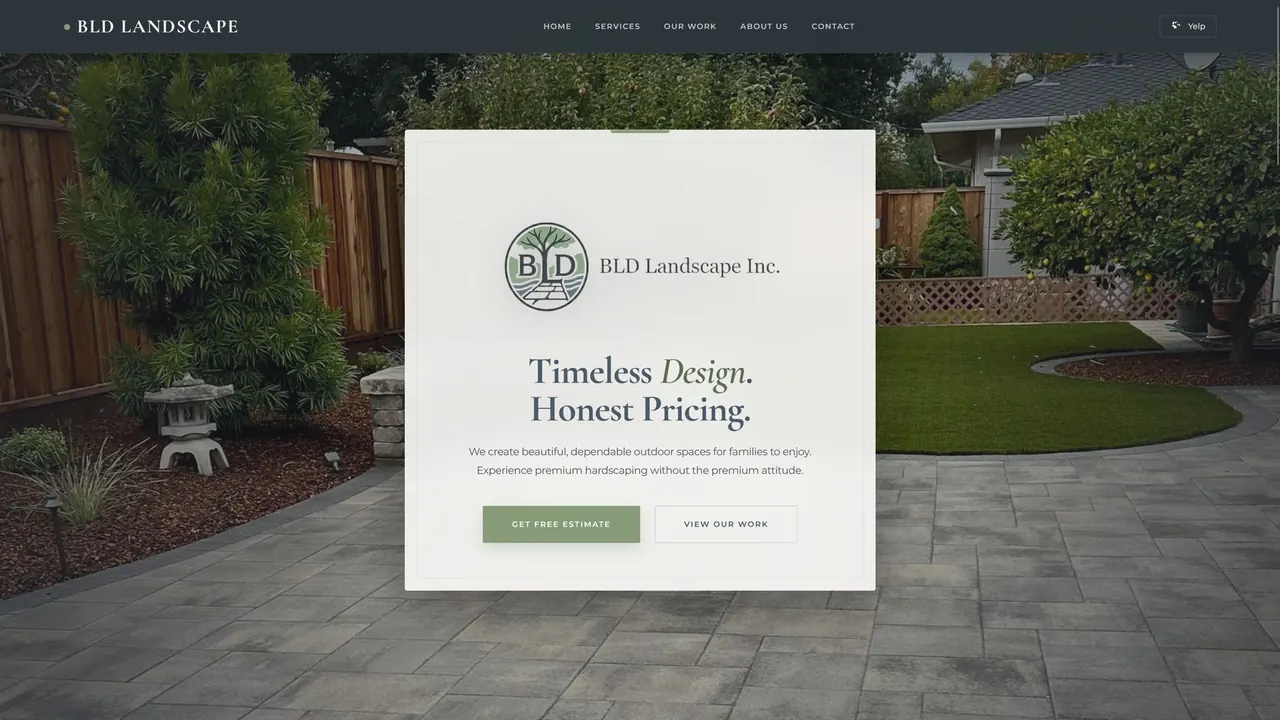 BLD LANDSCAPE
HOME
SERVICES
OUR WORK
ABOUT US
CONTACT
Yelp
BLD
BLD Landscape Inc.
Timeless Design.
Honest Pricing.
We create beautiful, dependable outdoor spaces for families to enjoy.
Experience premium hardscaping without the premium attitude.
GET FREE ESTIMATE
VIEW OUR WORK